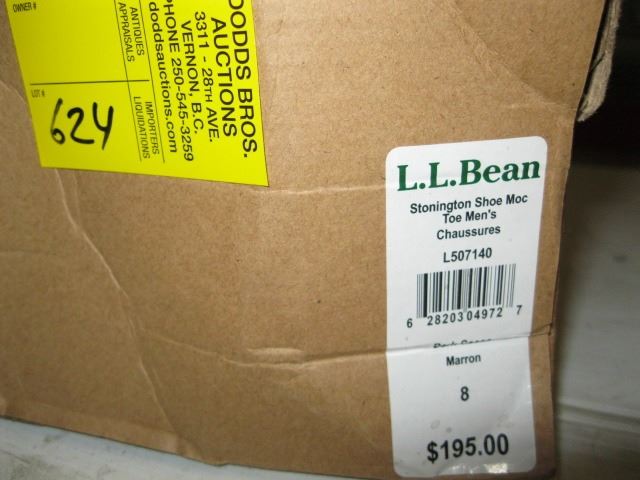 OWNER #
ANTIQUES
APPRAISALS
LOT #
624
IMPORTERS
LIQUIDATIONS
DODDS BROS.
AUCTIONS
3311 - 28TH AVE.
VERNON, B.C.
PHONE 250-545-3259
doddsauctions.com
L.L.Bean
Stonington Shoe Moc
Toe Men's
Chaussures
L507140
6 28203 04972 7
Marron
8
$195.00